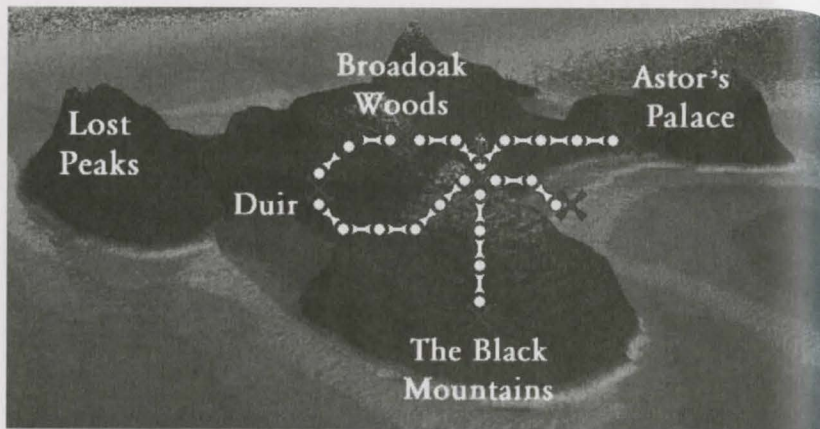 Broadoak
Woods
Astor's
Palace
Lost
Peaks
Duir
The Black
Mountains